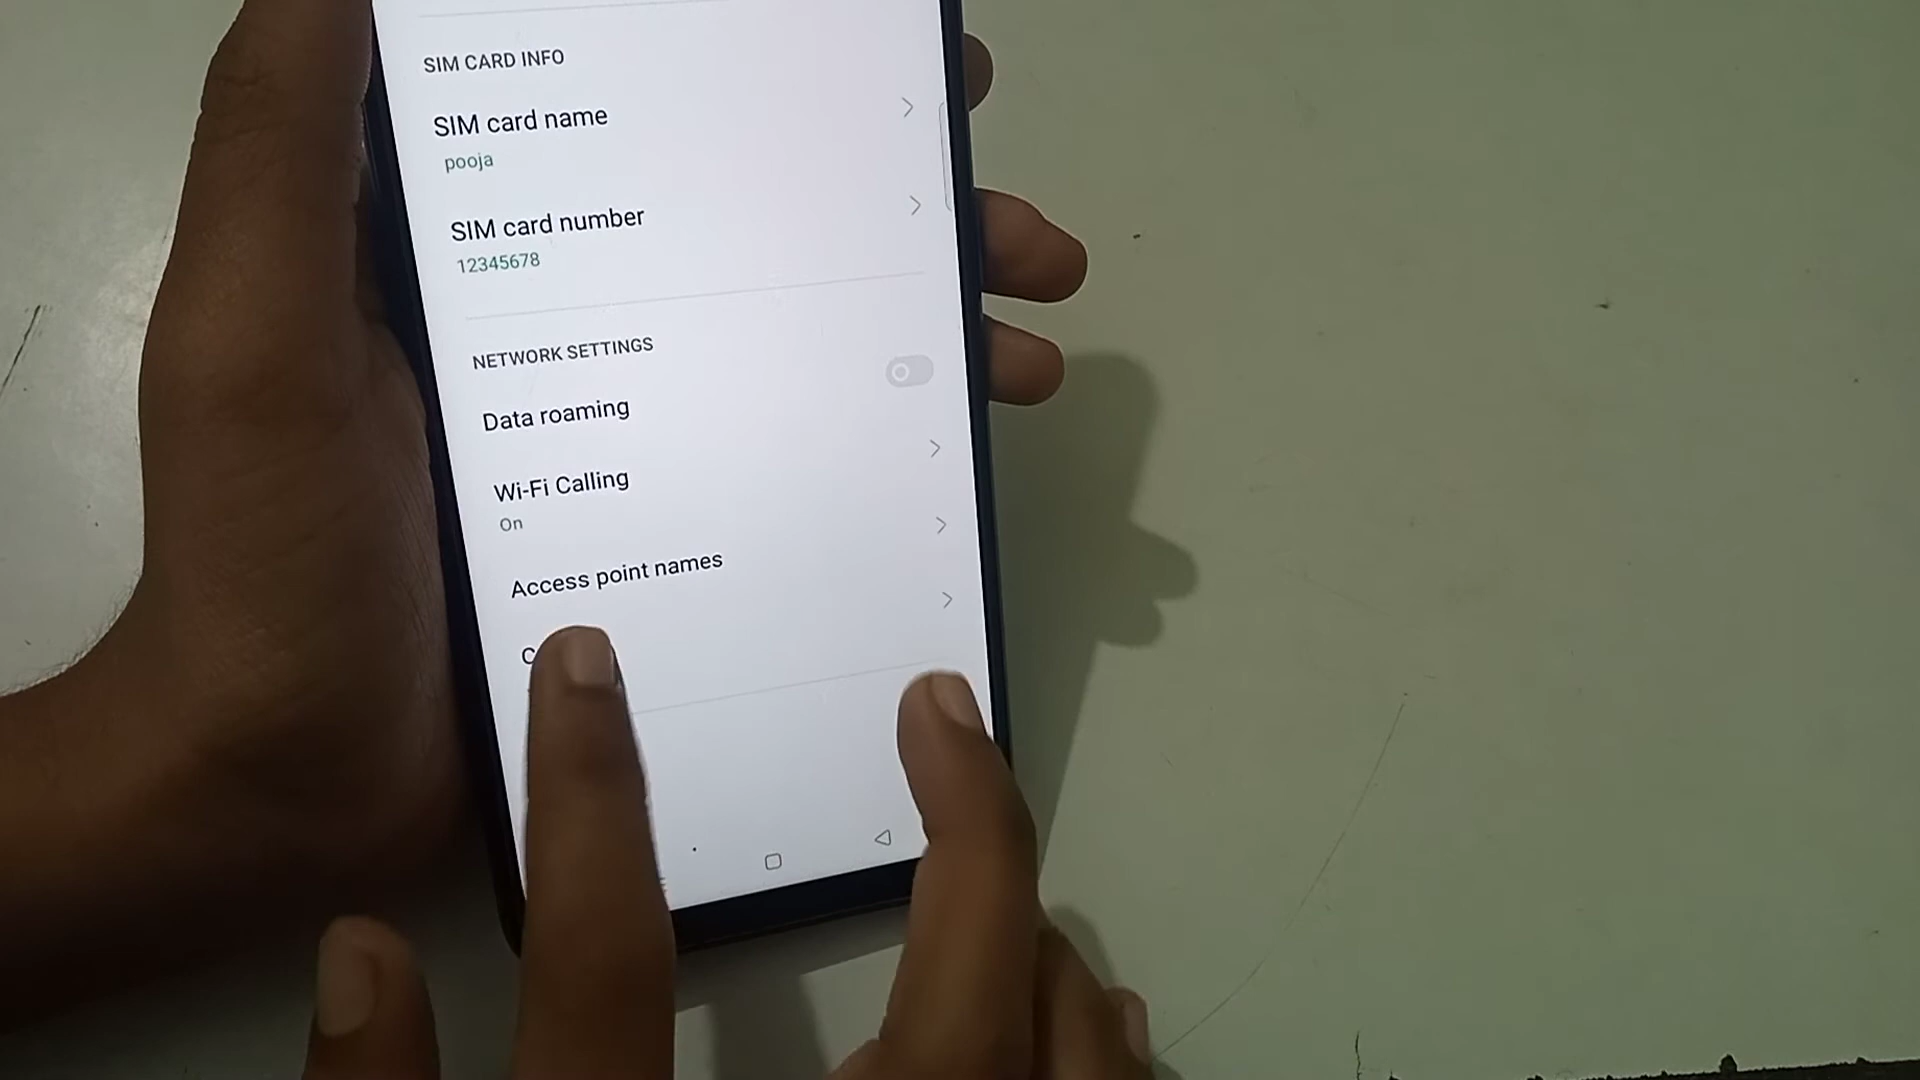 SIM CARD INFO
SIM card name
pooja
SIM card number
12345678
NETWORK SETTINGS
Data roaming
Wi-Fi Calling
On
Access point names